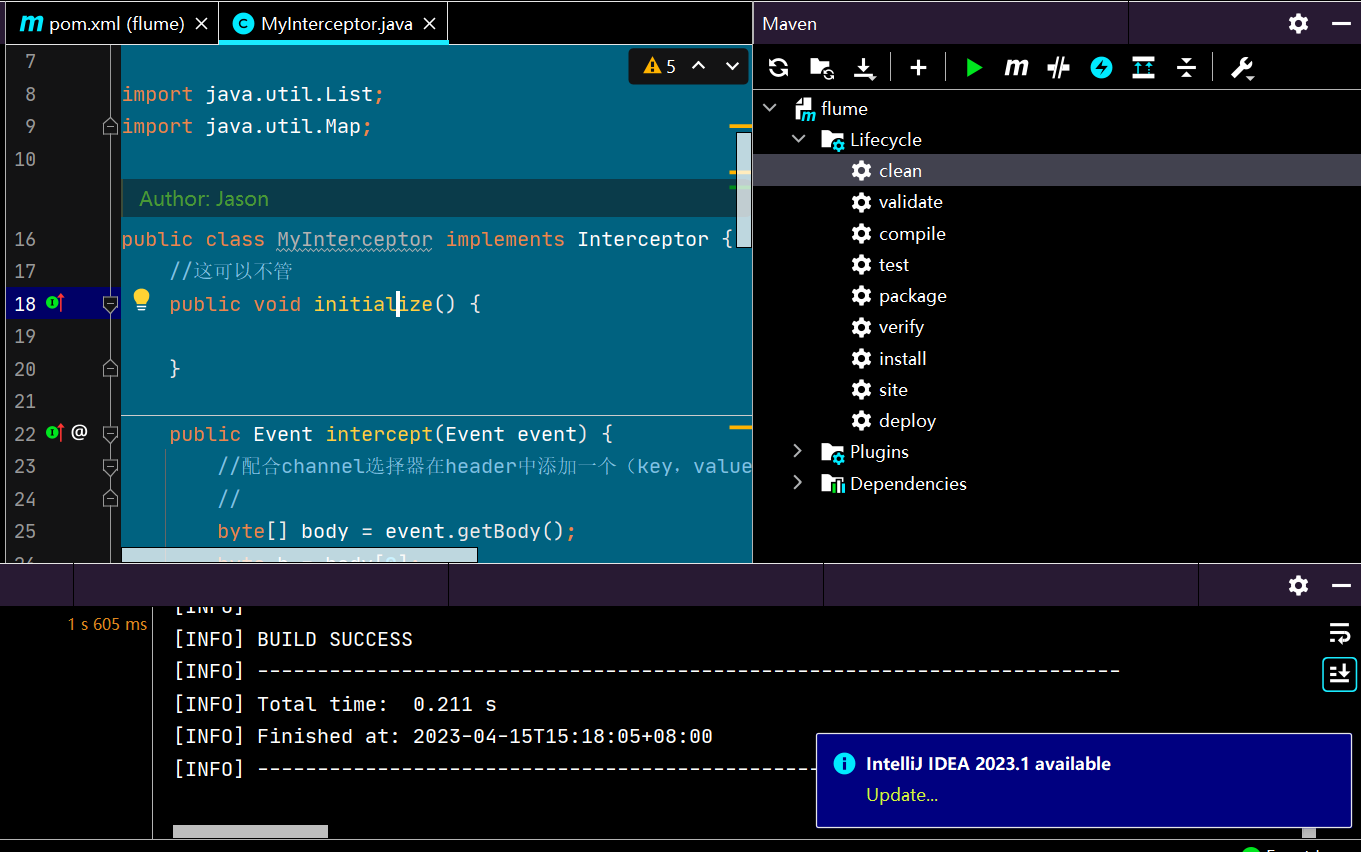 pom.xml (flume)
MyInterceptor.java
Maven
7
5
8 import java.util.List;
9 import java.util.Map;
10
Author: Jason
16 public class MyInterceptor implements Interceptor {
17 //这可以不管
18 public void initialize() {
19
20 }
21
22 @ public Event intercept(Event event) {
23 //配合channel选择器在header中添加一个（key，value
24 //
25 byte[] body = event.getBody();
flume
Lifecycle
clean
validate
compile
test
package
verify
install
site
deploy
Plugins
Dependencies
1 s 605 ms
[INFO]
[INFO] BUILD SUCCESS
[INFO] ------------------------------------------------------------------------
[INFO] Total time:  0.211 s
[INFO] Finished at: 2023-04-15T15:18:05+08:00
[INFO] -----------------------------------------------
IntelliJ IDEA 2023.1 available
Update...